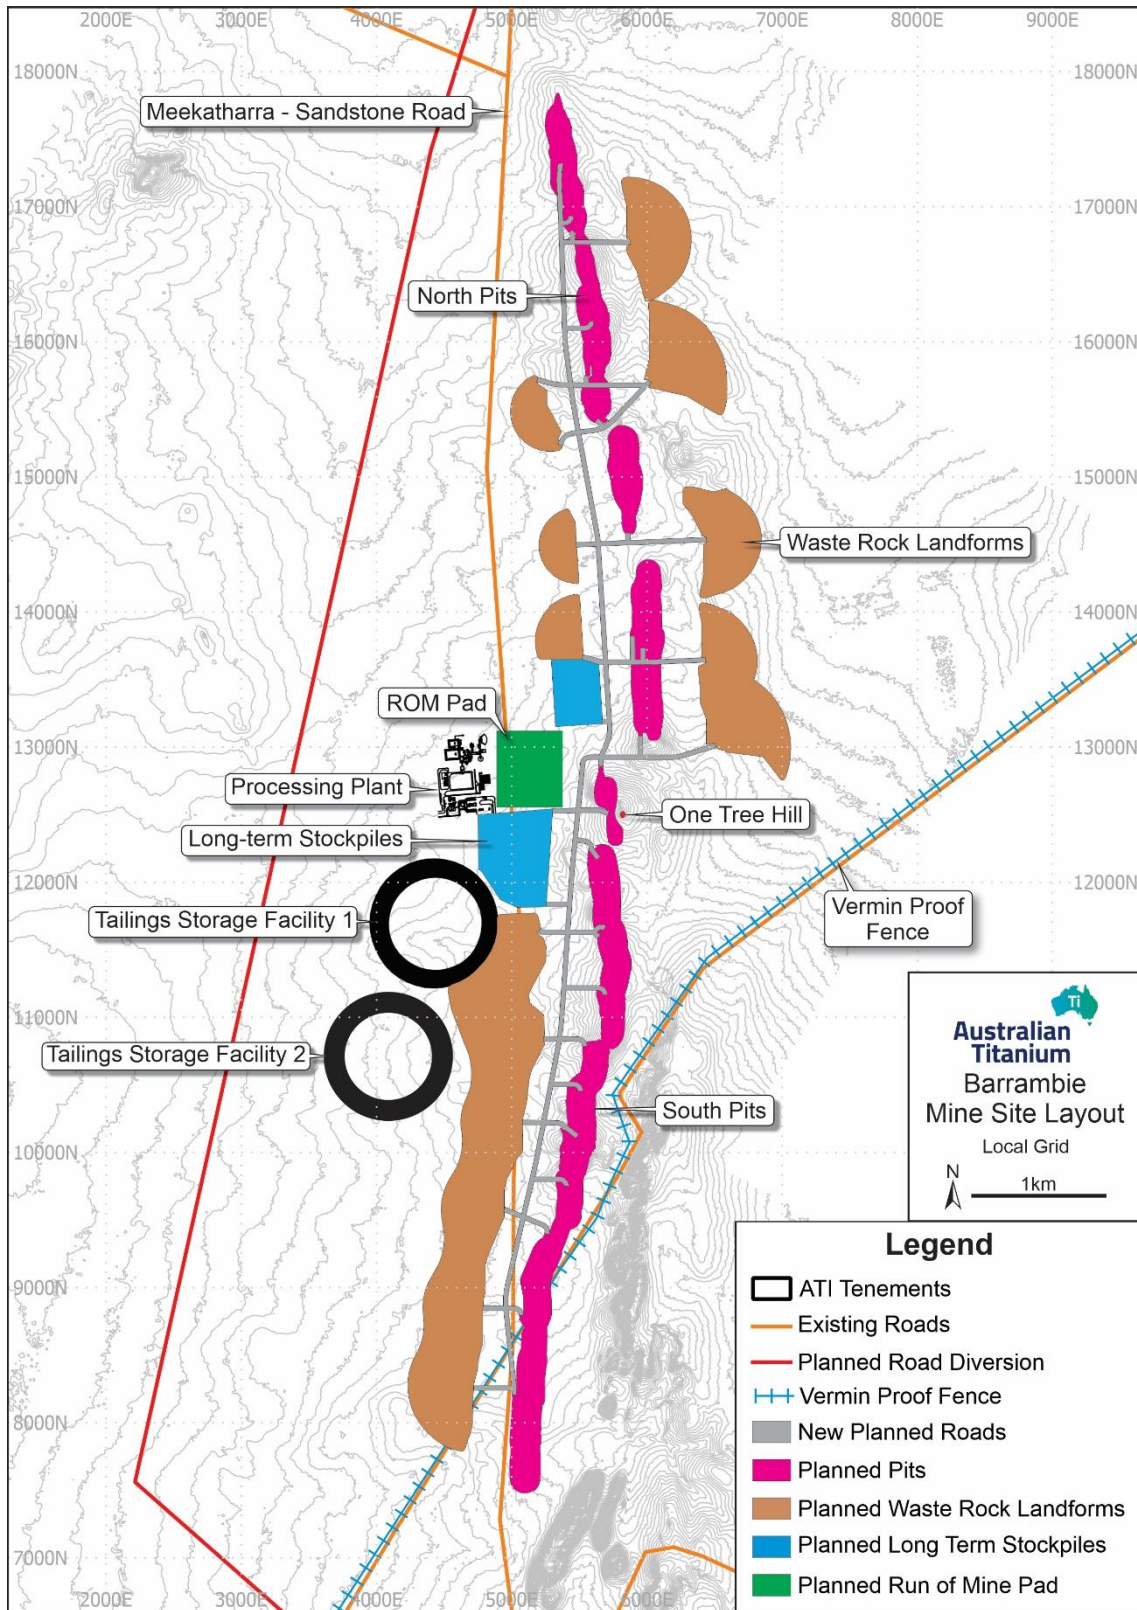 2000E 3000E 4000E 5000E 6000E 7000E 8000E 9000E
18000N 18000N
Meekatharra - Sandstone Road
17000N 17000N
North Pits
16000N 16000N
15000N 15000N
Waste Rock Landforms
14000N 14000N
ROM Pad
13000N 13000N
Processing Plant
One Tree Hill
Long-term Stockpiles
12000N 12000N
Tailings Storage Facility 1
Vermin Proof
Fence
11000N
Tailings Storage Facility 2
South Pits
10000N
9000N
8000N
7000N
2000E 3000E 4000E 5000E 6000E
Ti
Australian
Titanium
Barrambie
Mine Site Layout
Local Grid
N
1km
Legend
ATI Tenements
Existing Roads
Planned Road Diversion
Vermin Proof Fence
New Planned Roads
Planned Pits
Planned Waste Rock Landforms
Planned Long Term Stockpiles
Planned Run of Mine Pad